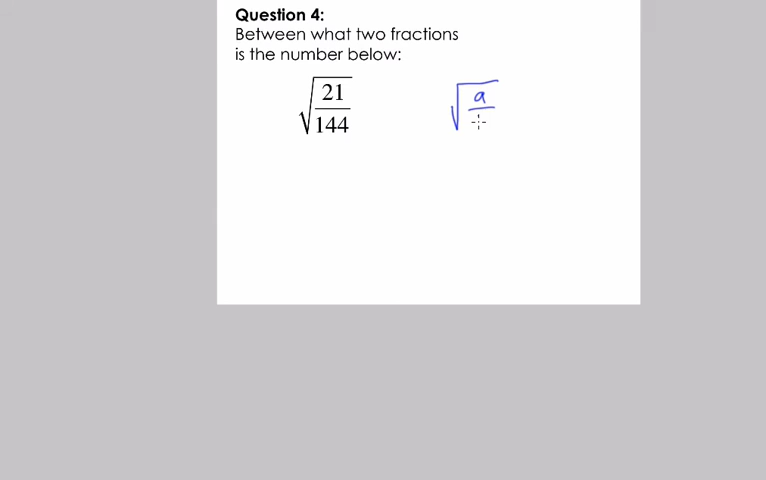 Question 4:
Between what two fractions
is the number below:
√(21/144)
√(a/